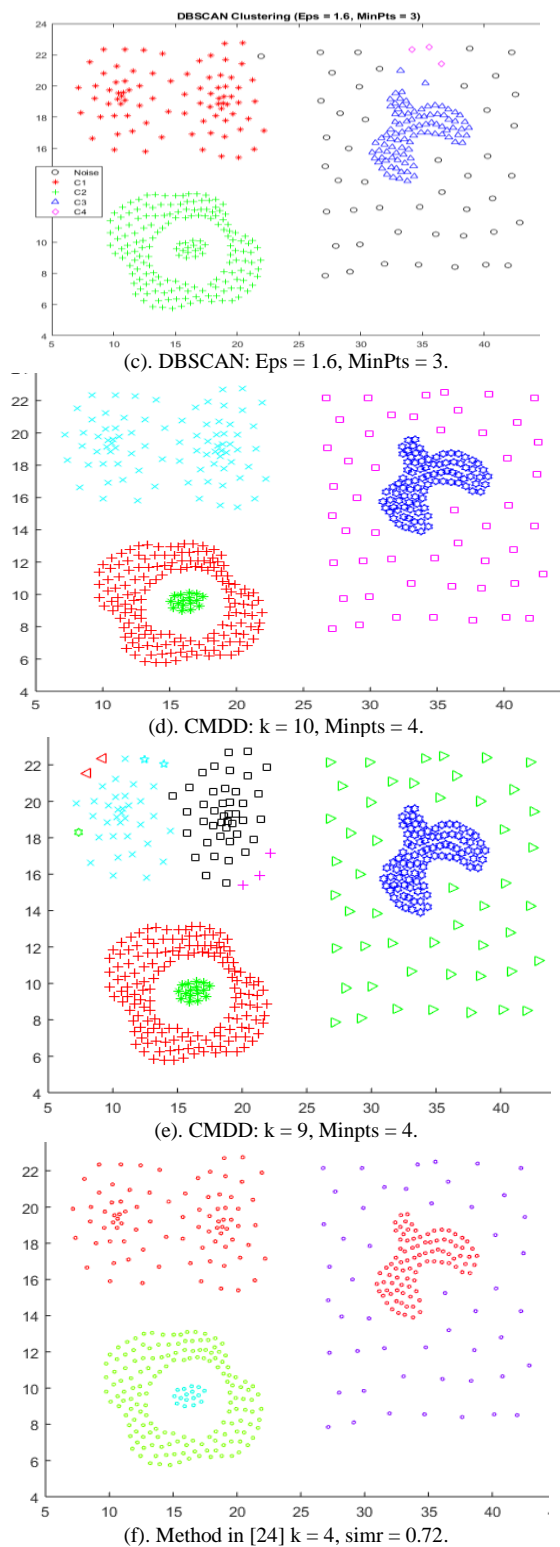 DBSCAN Clustering (Eps = 1.6, MinPts = 3)
24
22
20
18
16
Noise
C1
C2
C3
C4
10
8
6
4
5 10 15 20 25 30 35 40
(c). DBSCAN: Eps = 1.6, MinPts = 3.
22
20
18
16
14
12
10
8
6
4
5 10 15 20 25 30 35 40
(d). CMDD: k = 10, Minpts = 4.
22
20
18
16
14
12
10
8
6
4
5 10 15 20 25 30 35 40
(e). CMDD: k = 9, Minpts = 4.
22
20
18
16
14
12
10
8
6
4
5 10 15 20 25 30 35 40
(f). Method in [24] k = 4, simr = 0.72.